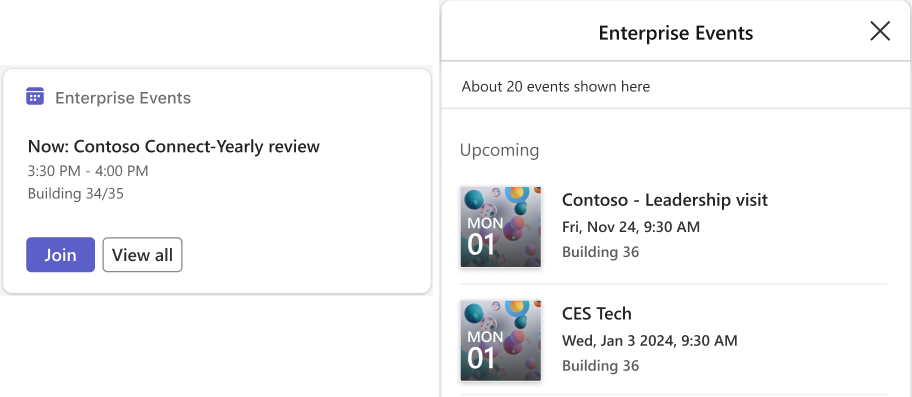 Enterprise Events
Now: Contoso Connect-Yearly review
3:30 PM - 4:00 PM
Building 34/35
Join
View all
Enterprise Events
About 20 events shown here
Upcoming
MON
01
Contoso - Leadership visit
Fri, Nov 24, 9:30 AM
Building 36
MON
01
CES Tech
Wed, Jan 3 2024, 9:30 AM
Building 36